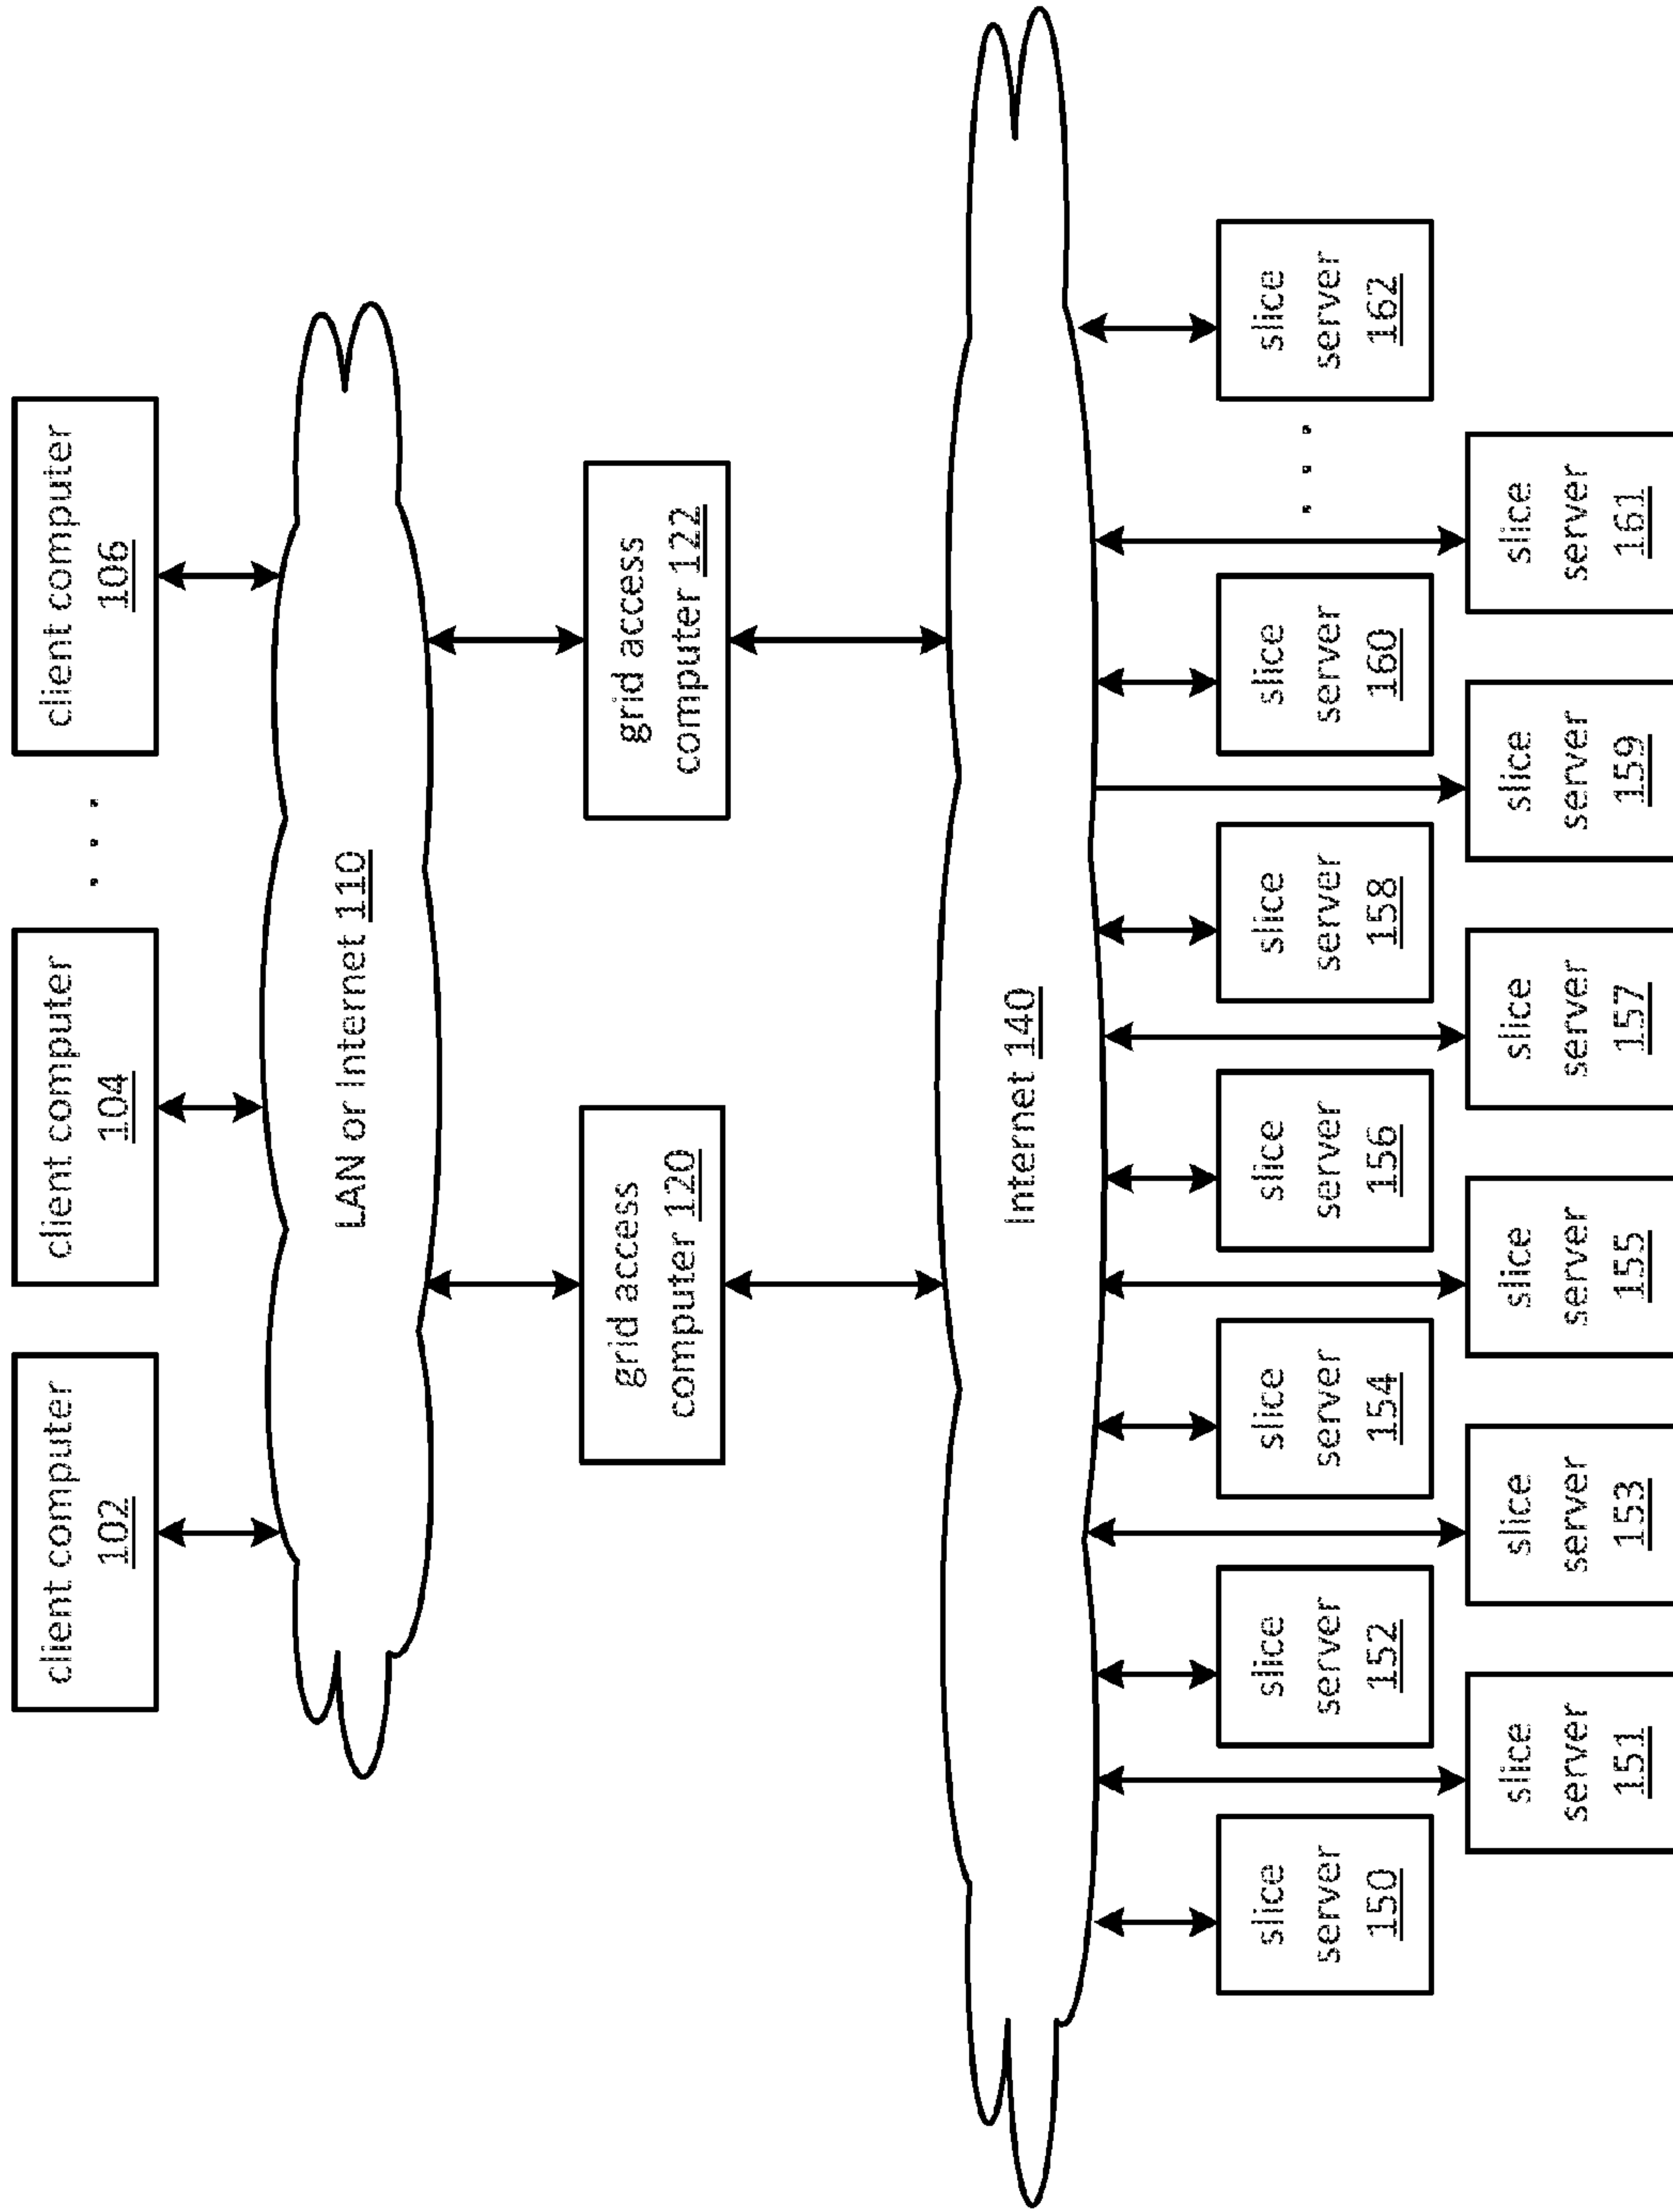 client computer
102
client computer
104
. . .
client computer
106
LAN or Internet 110
grid access
computer 120
grid access
computer 122
Internet 140
slice
server
150
slice
server
152
slice
server
154
slice
server
156
slice
server
158
slice
server
160
. . .
slice
server
162
slice
server
151
slice
server
153
slice
server
155
slice
server
157
slice
server
159
slice
server
161